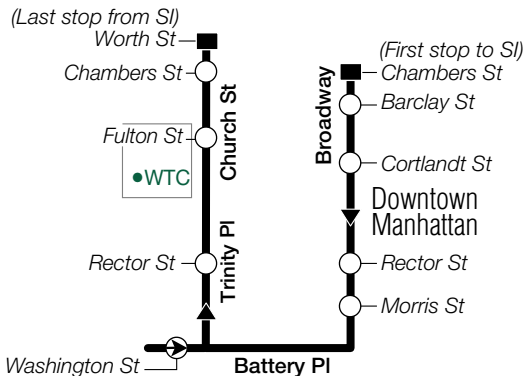 (Last stop from SI)
Worth St
Chambers St
Fulton St
WTC
Rector St
Washington St
Church St
Trinity Pl
Battery Pl
Broadway
(First stop to SI)
Chambers St
Barclay St
Cortlandt St
Downtown
Manhattan
Rector St
Morris St